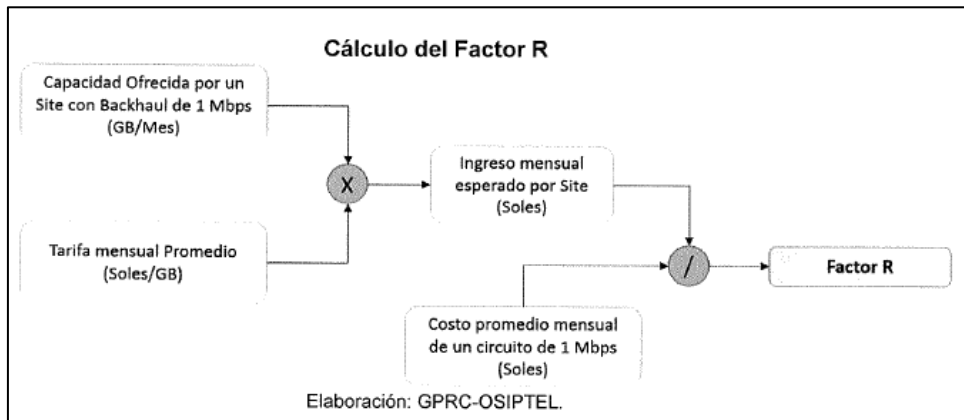 Cálculo del Factor R
Capacidad Ofrecida por un
Site con Backhaul de 1 Mbps
(GB/Mes)
X
Ingreso mensual
esperado por Site
(Soles)
Tarifa mensual Promedio
(Soles/GB)
/
Factor R
Costo promedio mensual
de un circuito de 1 Mbps
(Soles)
Elaboración: GPRC-OSIPTEL.